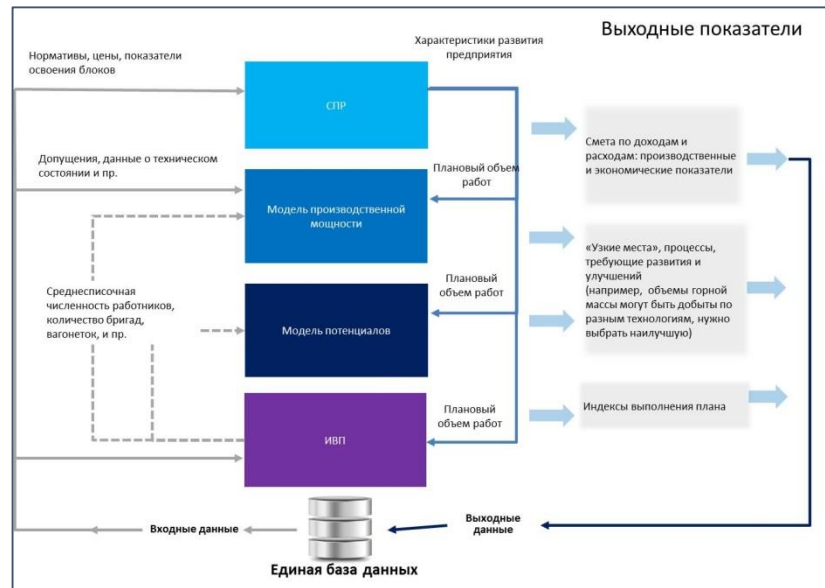 Выходные показатели
Нормативы, цены, показатели
освоения блоков
Характеристики развития
предприятия
СПР
Смета по доходам и
расходам: производственные
и экономические показатели
Допущения, данные о техническом
состоянии и пр.
Плановый объем
работ
Модель производственной
мощности
«Узкие места», процессы,
требующие развития и
улучшений
(например, объемы горной
массы могут быть добыты по
разным технологиям, нужно
выбрать наилучшую)
Среднесписочная
численность работников,
количество бригад,
вагонеток, и пр.
Плановый
объем работ
Модель потенциалов
Плановый
объем работ
ИВП
Индексы выполнения плана
Входные данные
Выходные
данные
Единая база данных